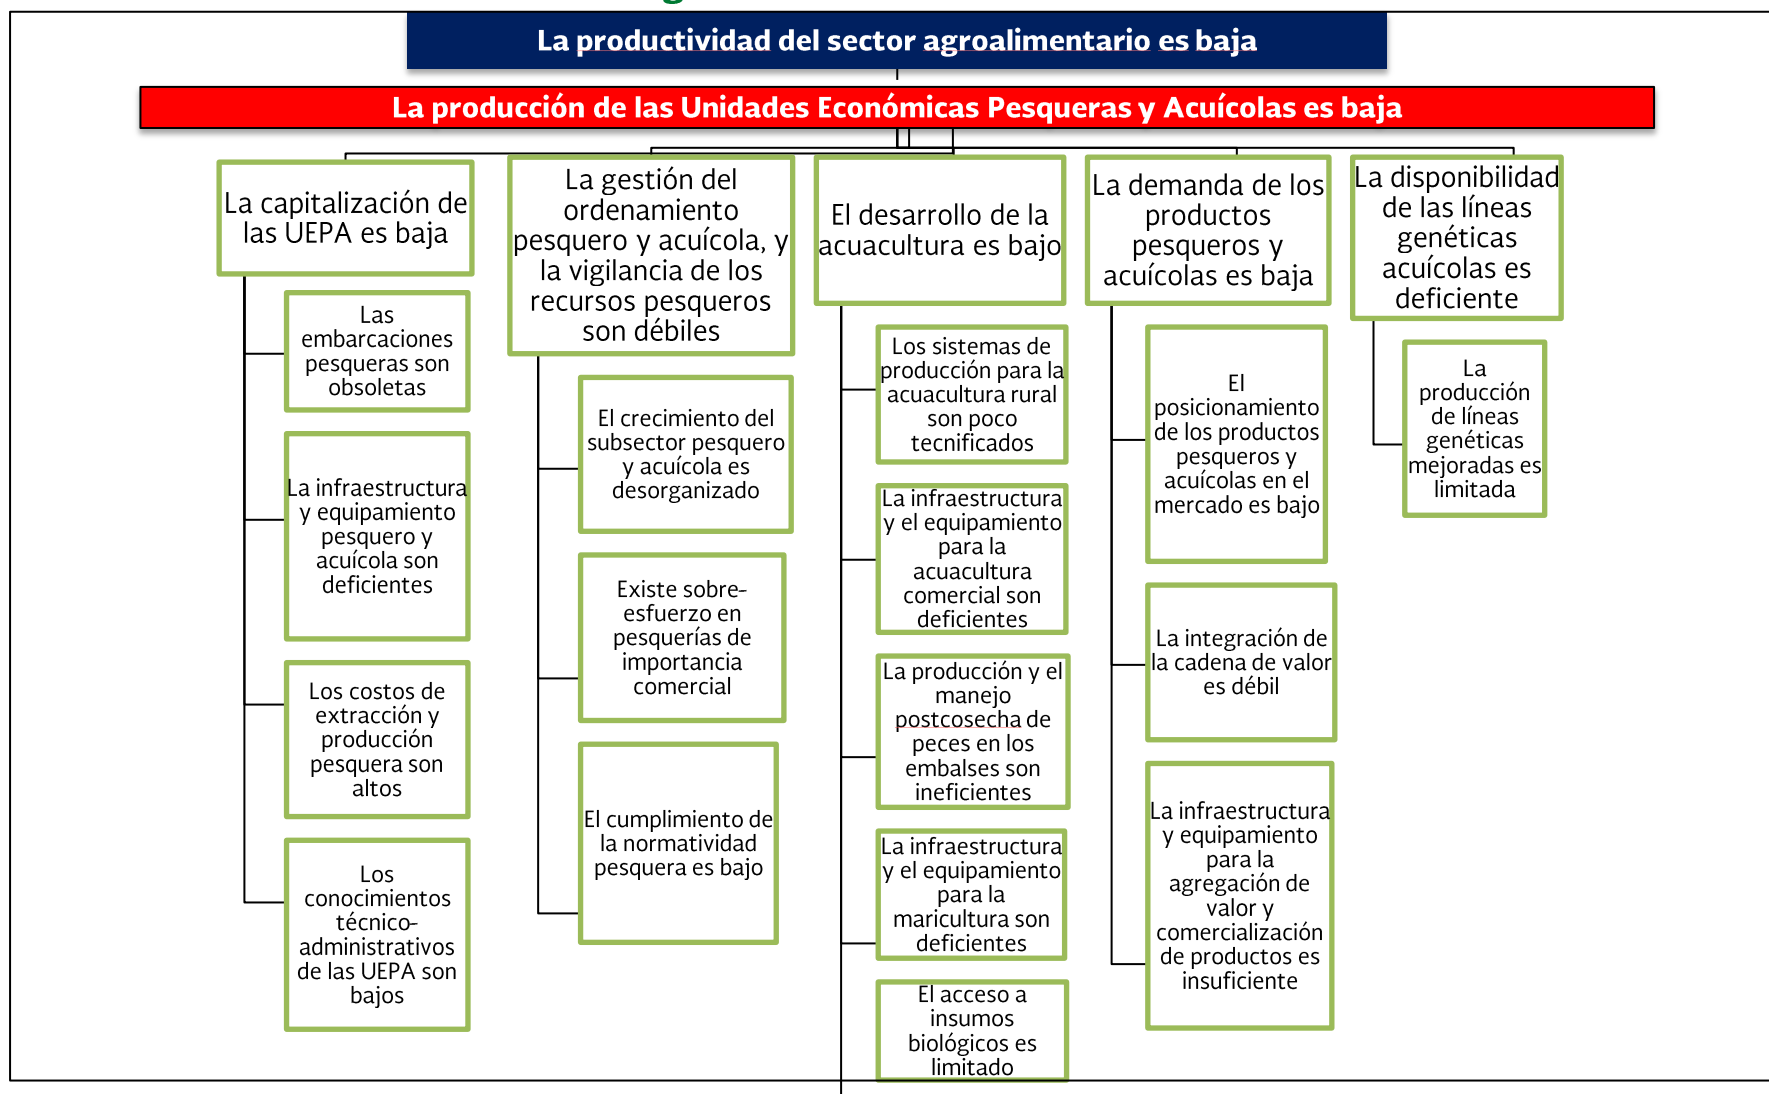 La productividad del sector agroalimentario es baja
La producción de las Unidades Económicas Pesqueras y Acuícolas es baja
La capitalización de
las UEPA es baja
Las
embarcaciones
pesqueras son
obsoletas
La infraestructura
y equipamiento
pesquero y
acuícola son
deficientes
Los costos de
extracción y
producción
pesquera son
altos
Los
conocimientos
técnico-
administrativos
de las UEPA son
bajos
La gestión del
ordenamiento
pesquero y acuícola, y
la vigilancia de los
recursos pesqueros
son débiles
El crecimiento del
subsector pesquero
y acuícola es
desorganizado
Existe sobre-
esfuerzo en
pesquerías de
importancia
comercial
El cumplimiento de
la normatividad
pesquera es bajo
El desarrollo de la
acuacultura es bajo
Los sistemas de
producción para la
acuacultura rural
son poco
tecnificados
La infraestructura
y el equipamiento
para la
acuacultura
comercial son
deficientes
La producción y el
manejo
postcosecha de
peces en los
embalses son
ineficientes
La infraestructura
y el equipamiento
para la
maricultura son
deficientes
El acceso a
insumos
biológicos es
limitado
La demanda de los
productos
pesqueros y
acuícolas es baja
El
posicionamiento
de los productos
pesqueros y
acuícolas en el
mercado es bajo
La integración de
la cadena de valor
es débil
La infraestructura
y equipamiento
para la
agregación de
valor y
comercialización
de productos es
insuficiente
La disponibilidad
de las líneas
genéticas
acuícolas es
deficiente
La
producción
de líneas
genéticas
mejoradas es
limitada